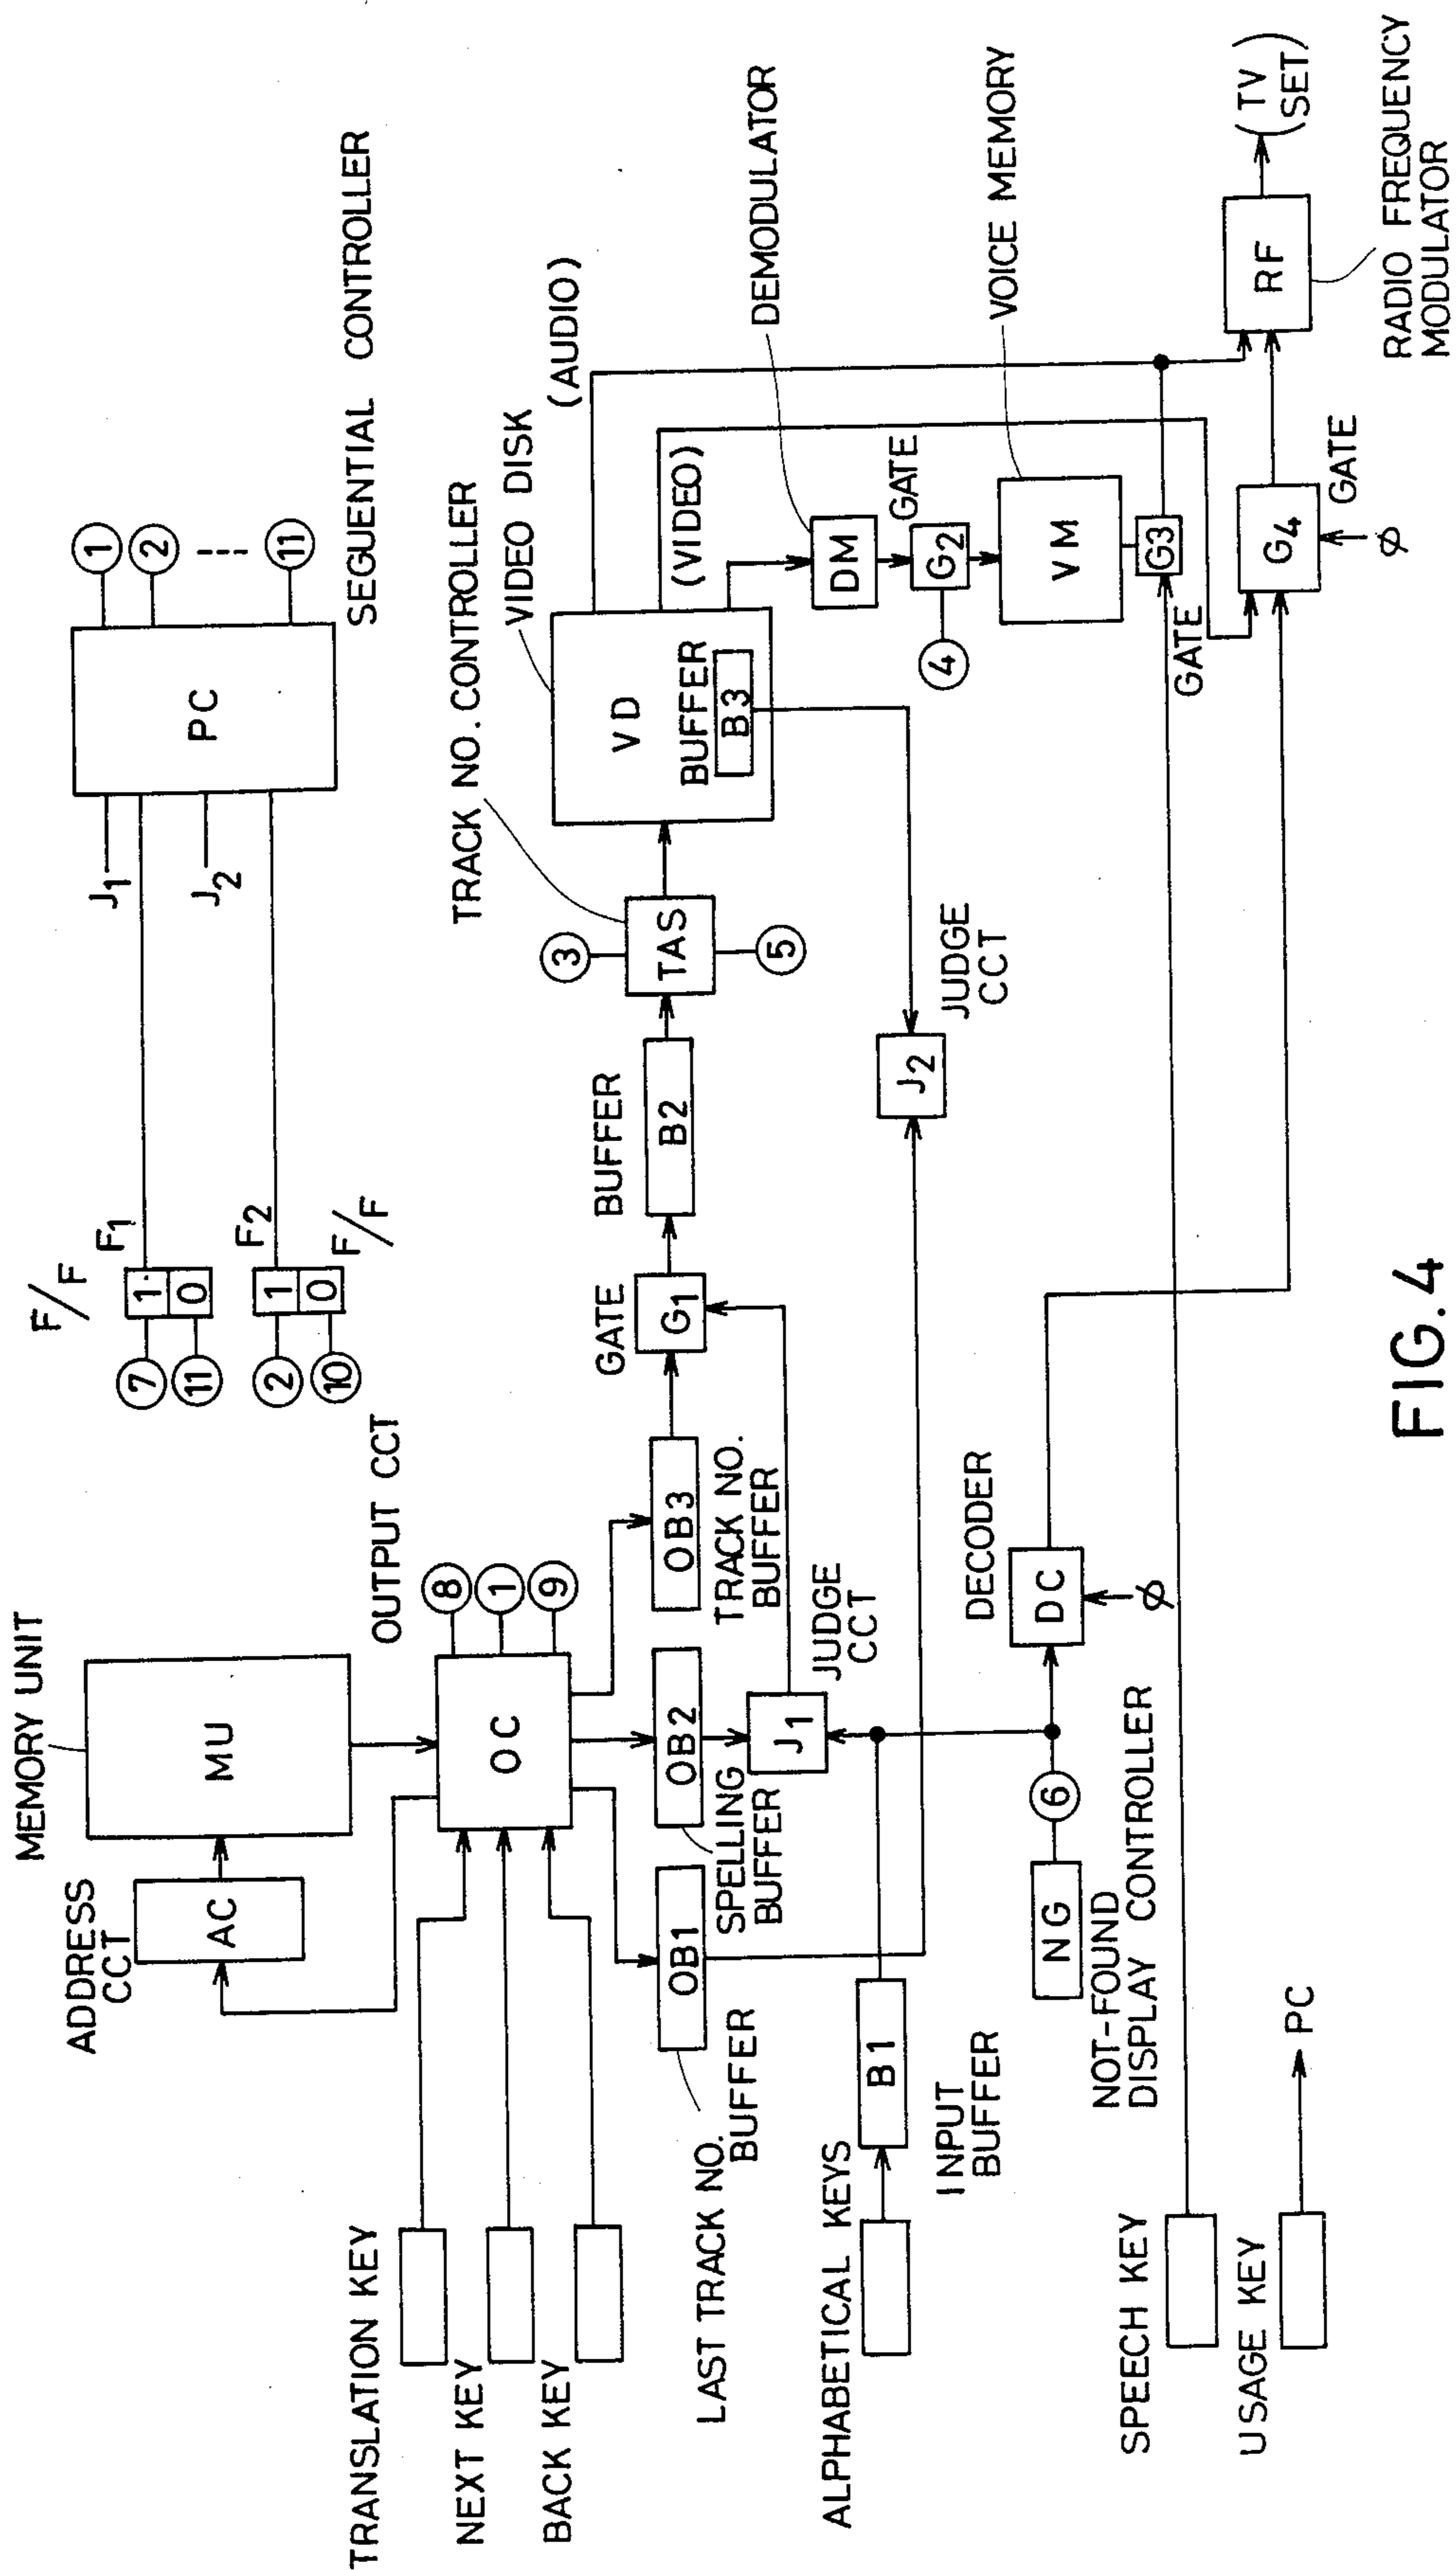 MEMORY UNIT
MU
ADDRESS
CCT
AC
OUTPUT CCT
OC
8
1
9
F/F
F1
7
1
11
0
F2
2
1
10
0
F/F
J1
J2
PC
1
2
---
11
SEGUENTIAL CONTROLLER
TRANSLATION KEY
NEXT KEY
BACK KEY
LAST TRACK NO.
BUFFER
OB1
SPELLING
BUFFER
OB2
OB3
TRACK NO.
BUFFER
GATE
G1
BUFFER
B2
3
TAS
5
TRACK NO. CONTROLLER
VIDEO DISK
VD
BUFFER
B3
(AUDIO)
(VIDEO)
DEMODULATOR
DM
GATE
G2
4
VOICE MEMORY
VM
G3
GATE
J1
JUDGE
CCT
J2
JUDGE
CCT
ALPHABETICAL KEYS
B1
INPUT
BUFFER
NG
6
NOT-FOUND
DISPLAY CONTROLLER
DECODER
DC
Ø
G4
GATE
Ø
RF
(TV
SET)
RADIO FREQUENCY
MODULATOR
SPEECH KEY
USAGE KEY
PC
FIG. 4